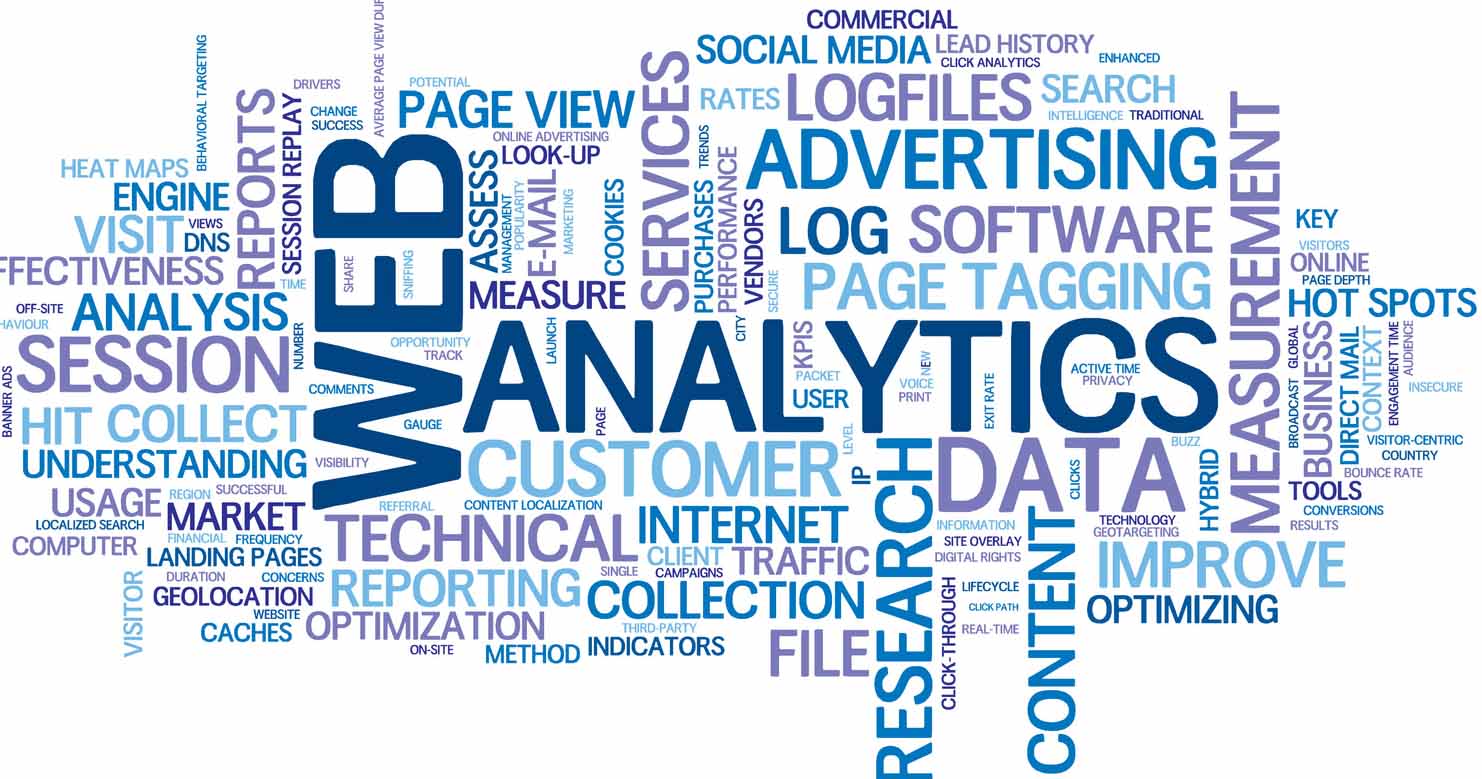 COMMERCIAL
SOCIAL MEDIA
LEAD HISTORY
CLICK ANALYTICS
ENHANCED
BEHAVIORAL TARGETING
AVERAGE PAGE VIEW DUR
DRIVERS
POTENTIAL
SERVICES
RATES
LOGFILES
SEARCH
INTELLIGENCE
TRADITIONAL
REPORTS
SESSION REPLAY
CHANGE
SUCCESS
PAGE VIEW
ONLINE ADVERTISING
LOOK-UP
TRENDS
ADVERTISING
MEASUREMENT
HEAT MAPS
ENGINE
VISIT
VIEWS
DNS
FFECTIVENESS
TIME
WEB
SHARE
SNIFFING
ASSESS
MANAGEMENT
POPULARITY
E-MAIL
MARKETING
COOKIES
PURCHASES
PERFORMANCE
VENDORS
SECURE
LOG
SOFTWARE
PAGE TAGGING
KEY
VISITORS
ONLINE
PAGE DEPTH
HOT SPOTS
OFF-SITE
HAVIOUR
ANALYSIS
NUMBER
MEASURE
SESSION
BANNER ADS
OPPORTUNITY
TRACK
COMMENTS
GAUGE
LAUNCH
ANALYTICS
PAGE
CITY
KPIS
PACKET
USER
VOICE
NEW
PRINT
EXIT RATE
ACTIVE TIME
PRIVACY
GLOBAL
BROADCAST
BUSINESS
DIRECT MAIL
CONTEXT
ENGAGEMENT TIME
AUDIENCE
INSECURE
HIT COLLECT
UNDERSTANDING
VISIBILITY
CUSTOMER
LEVEL
IP
RESEARCH
DATA
CLICKS
BUZZ
HYBRID
VISITOR-CENTRIC
COUNTRY
BOUNCE RATE
TOOLS
CONVERSIONS
RESULTS
USAGE
REGION
SUCCESSFUL
LOCALIZED SEARCH
MARKET
REFERRAL
CONTENT LOCALIZATION
TECHNICAL
INTERNET
INFORMATION
CONTENT
TECHNOLOGY
GEOTARGETING
COMPUTER
FINANCIAL
FREQUENCY
LANDING PAGES
CLIENT
TRAFFIC
SITE OVERLAY
DIGITAL RIGHTS
IMPROVE
VISITOR
DURATION
CONCERNS
REPORTING
SINGLE
CAMPAIGNS
COLLECTION
CLICK-THROUGH
LIFECYCLE
CLICK PATH
REAL-TIME
OPTIMIZING
GEOLOCATION
WEBSITE
CACHES
OPTIMIZATION
THIRD-PARTY
ON-SITE
METHOD
INDICATORS
FILE